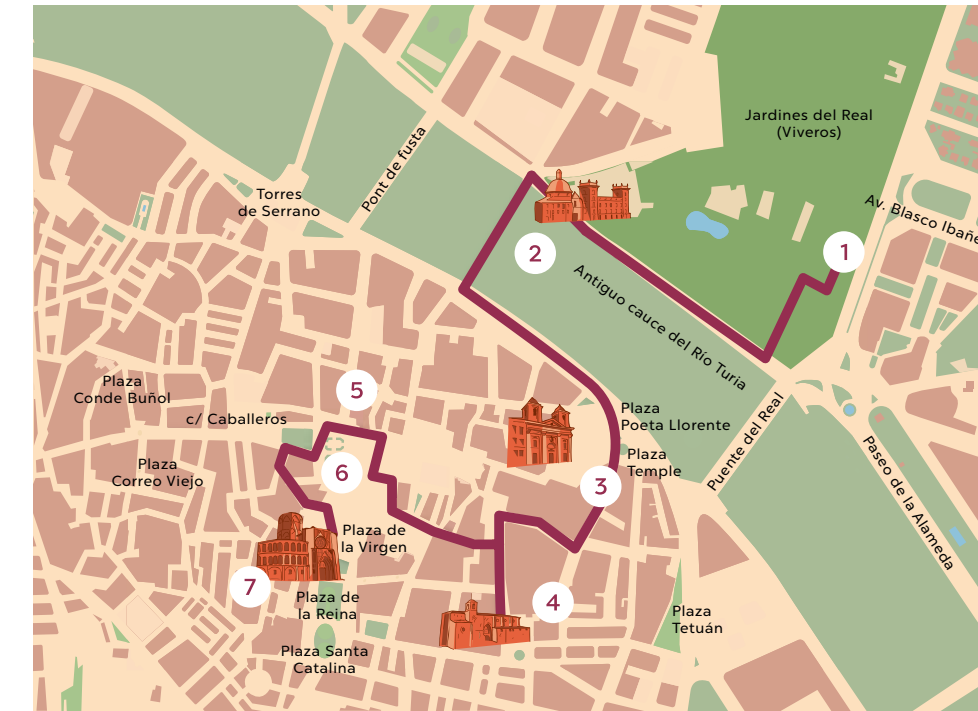 Jardines del Real
(Viveros)
Pont de fusta
Torres
de Serrano
Av. Blasco Ibañe
1
2
Antiguo cauce del Río Turia
Plaza
Conde Buñol
5
c/ Caballeros
Plaza
Poeta Llorente
Puente del Real
Plaza
Temple
Paseo de la Alameda
Plaza
Correo Viejo
6
3
Plaza de
la Virgen
7
4
Plaza de
la Reina
Plaza
Tetuán
Plaza Santa
Catalina